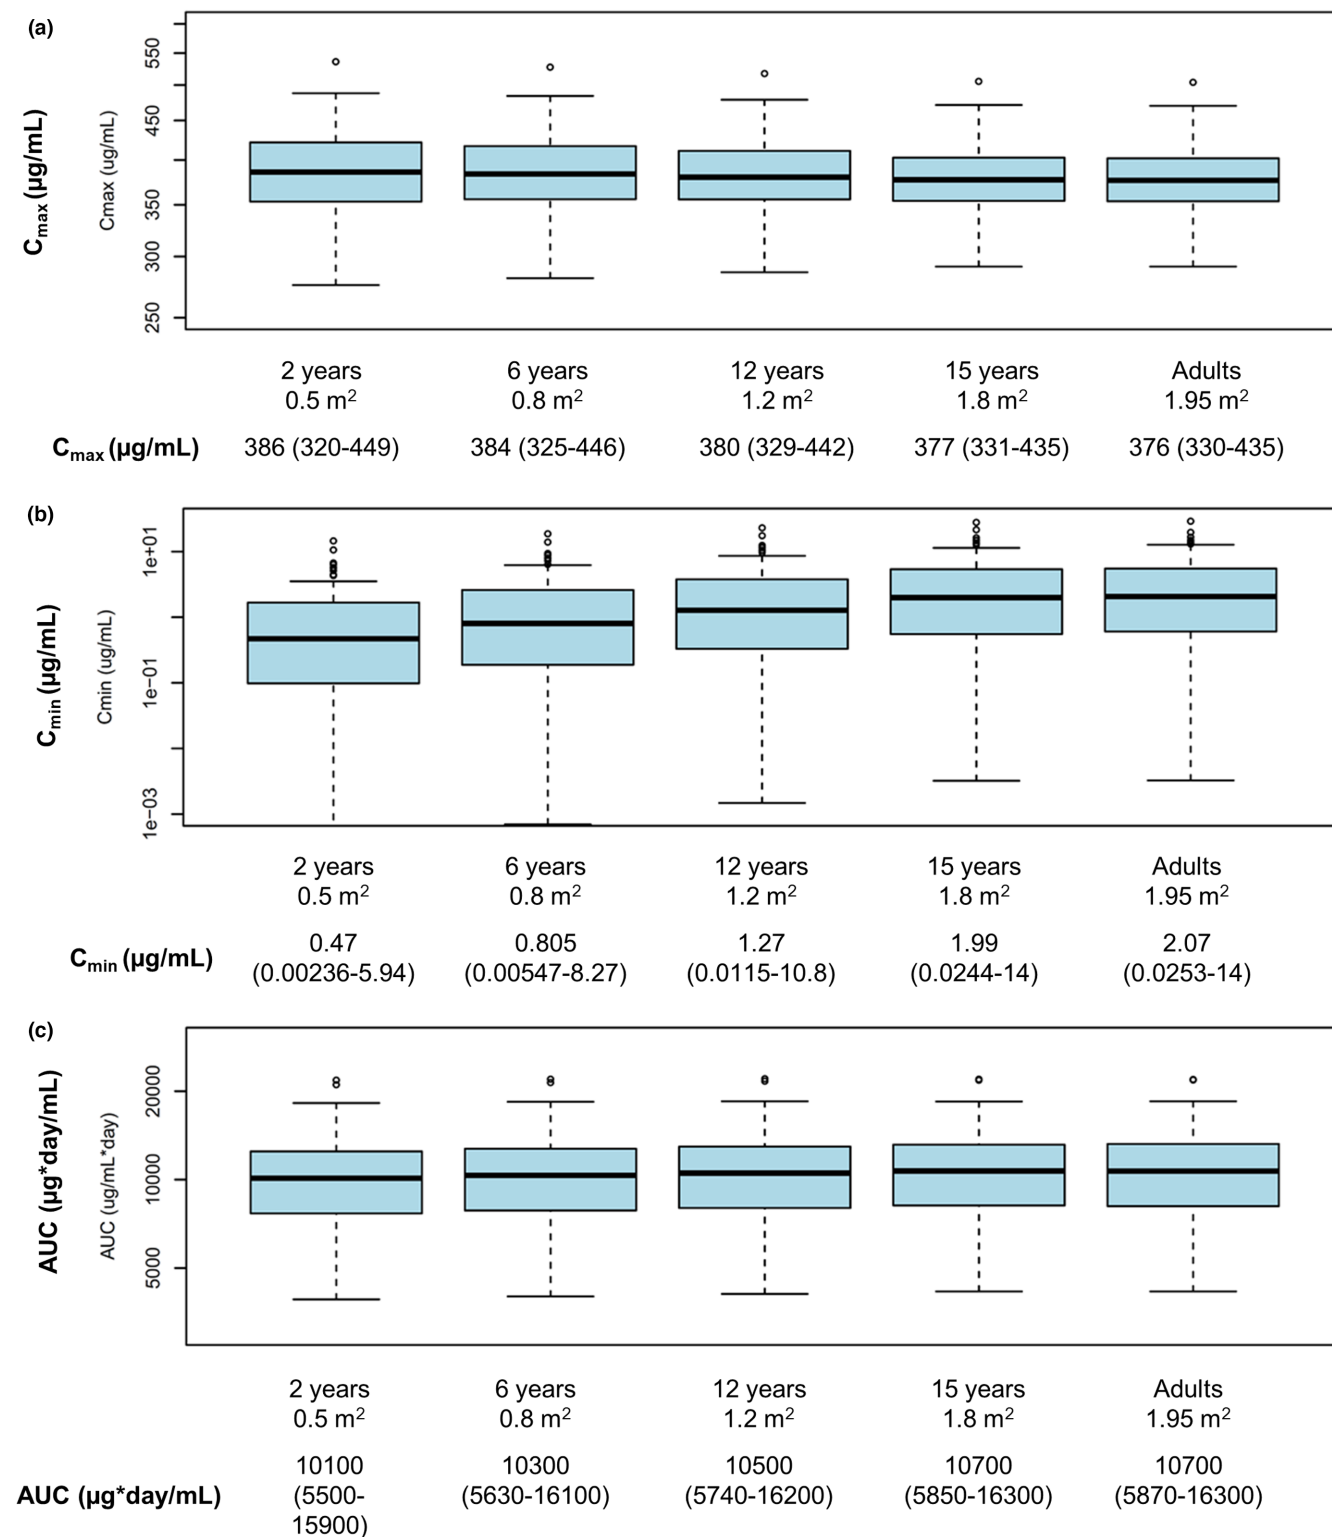 (a)
C_max (µg/mL)
Cmax (ug/mL)
550
450
350
300
250
2 years 6 years 12 years 15 years Adults
0.5 m² 0.8 m² 1.2 m² 1.8 m² 1.95 m²
C_max (µg/mL) 386 (320-449) 384 (325-446) 380 (329-442) 377 (331-435) 376 (330-435)
(b)
C_min (µg/mL)
Cmin (ug/mL)
1e+01
1e−01
1e−03
2 years 6 years 12 years 15 years Adults
0.5 m² 0.8 m² 1.2 m² 1.8 m² 1.95 m²
C_min (µg/mL)
0.47 0.805 1.27 1.99 2.07
(0.00236-5.94) (0.00547-8.27) (0.0115-10.8) (0.0244-14) (0.0253-14)
(c)
AUC (µg*day/mL)
AUC (ug/mL*day)
20000
10000
5000
2 years 6 years 12 years 15 years Adults
0.5 m² 0.8 m² 1.2 m² 1.8 m² 1.95 m²
10100 10300 10500 10700 10700
AUC (µg*day/mL) (5500- (5630-16100) (5740-16200) (5850-16300) (5870-16300)
15900)